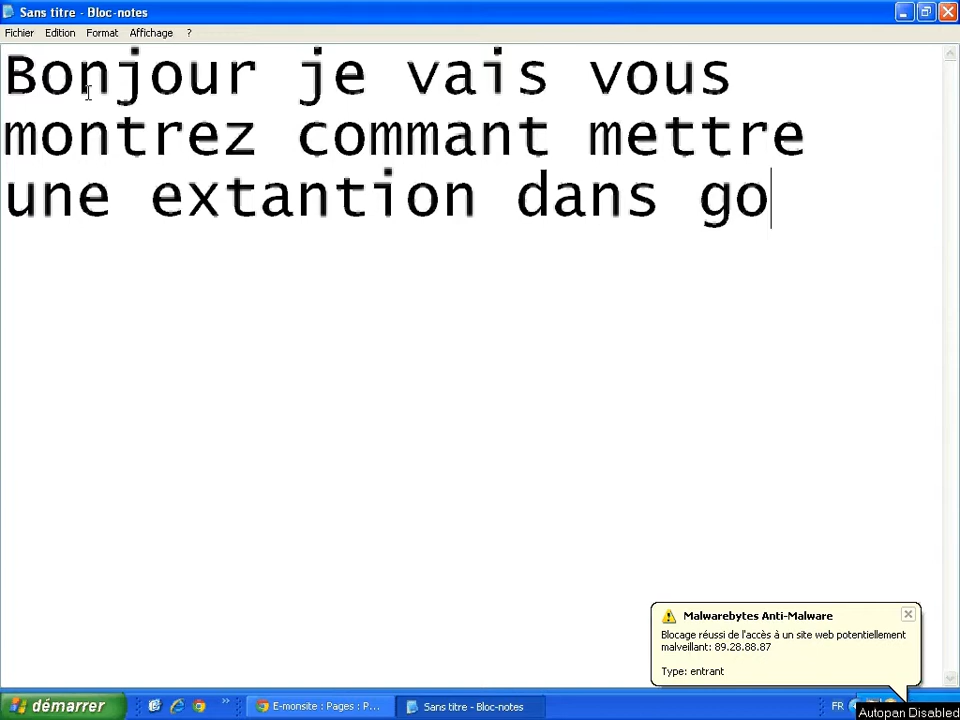 Sans titre - Bloc-notes
Fichier Edition Format Affichage ?
Bonjour je vais vous
montrez commant mettre
une extantion dans go
Malwarebytes Anti-Malware
Blocage réussi de l'accès à un site web potentiellement
malveillant: 89.28.88.87
Type: entrant
démarrer
E-monsite : Pages : P...
Sans titre - Bloc-notes
FR
Autopan Disabled